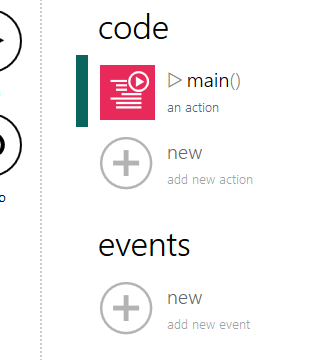 code
▷ main()
an action
new
add new action
events
new
add new event